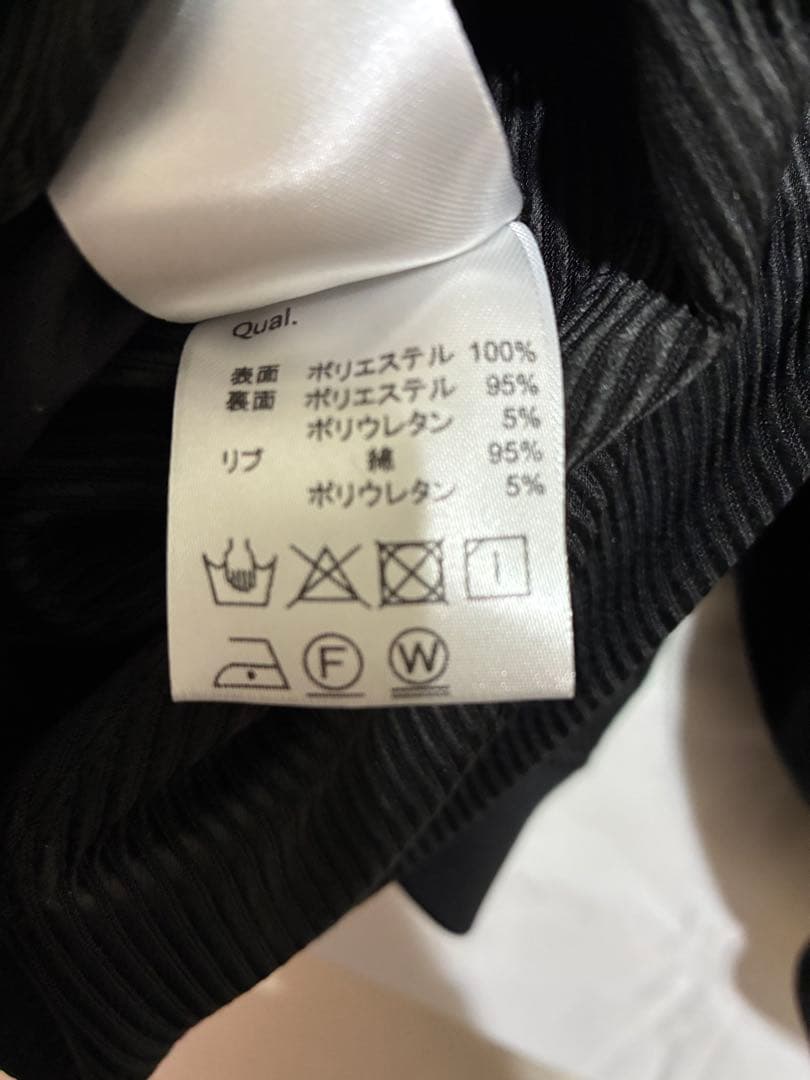 Qual.
表面 ポリエステル 100%
裏面 ポリエステル 95%
ポリウレタン 5%
リブ 綿 95%
ポリウレタン 5%
F W